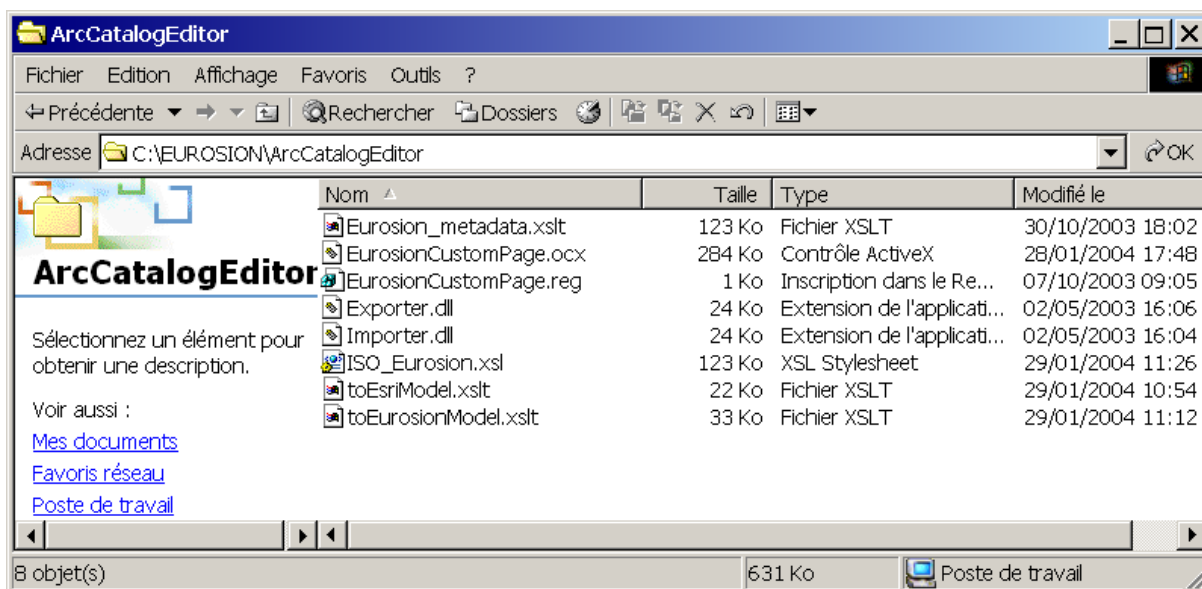 ArcCatalogEditor
Fichier Edition Affichage Favoris Outils ?
Précédente Rechercher Dossiers
Adresse C:\EUROSION\ArcCatalogEditor OK
ArcCatalogEditor
Sélectionnez un élément pour
obtenir une description.
Voir aussi :
Mes documents
Favoris réseau
Poste de travail
Nom Taille Type Modifié le
Eurosion_metadata.xslt 123 Ko Fichier XSLT 30/10/2003 18:02
EurosionCustomPage.ocx 284 Ko Contrôle ActiveX 28/01/2004 17:48
EurosionCustomPage.reg 1 Ko Inscription dans le Re... 07/10/2003 09:05
Exporter.dll 24 Ko Extension de l'applicati... 02/05/2003 16:06
Importer.dll 24 Ko Extension de l'applicati... 02/05/2003 16:04
ISO_Eurosion.xsl 123 Ko XSL Stylesheet 29/01/2004 11:26
toEsriModel.xslt 22 Ko Fichier XSLT 29/01/2004 10:54
toEurosionModel.xslt 33 Ko Fichier XSLT 29/01/2004 11:12
8 objet(s) 631 Ko Poste de travail